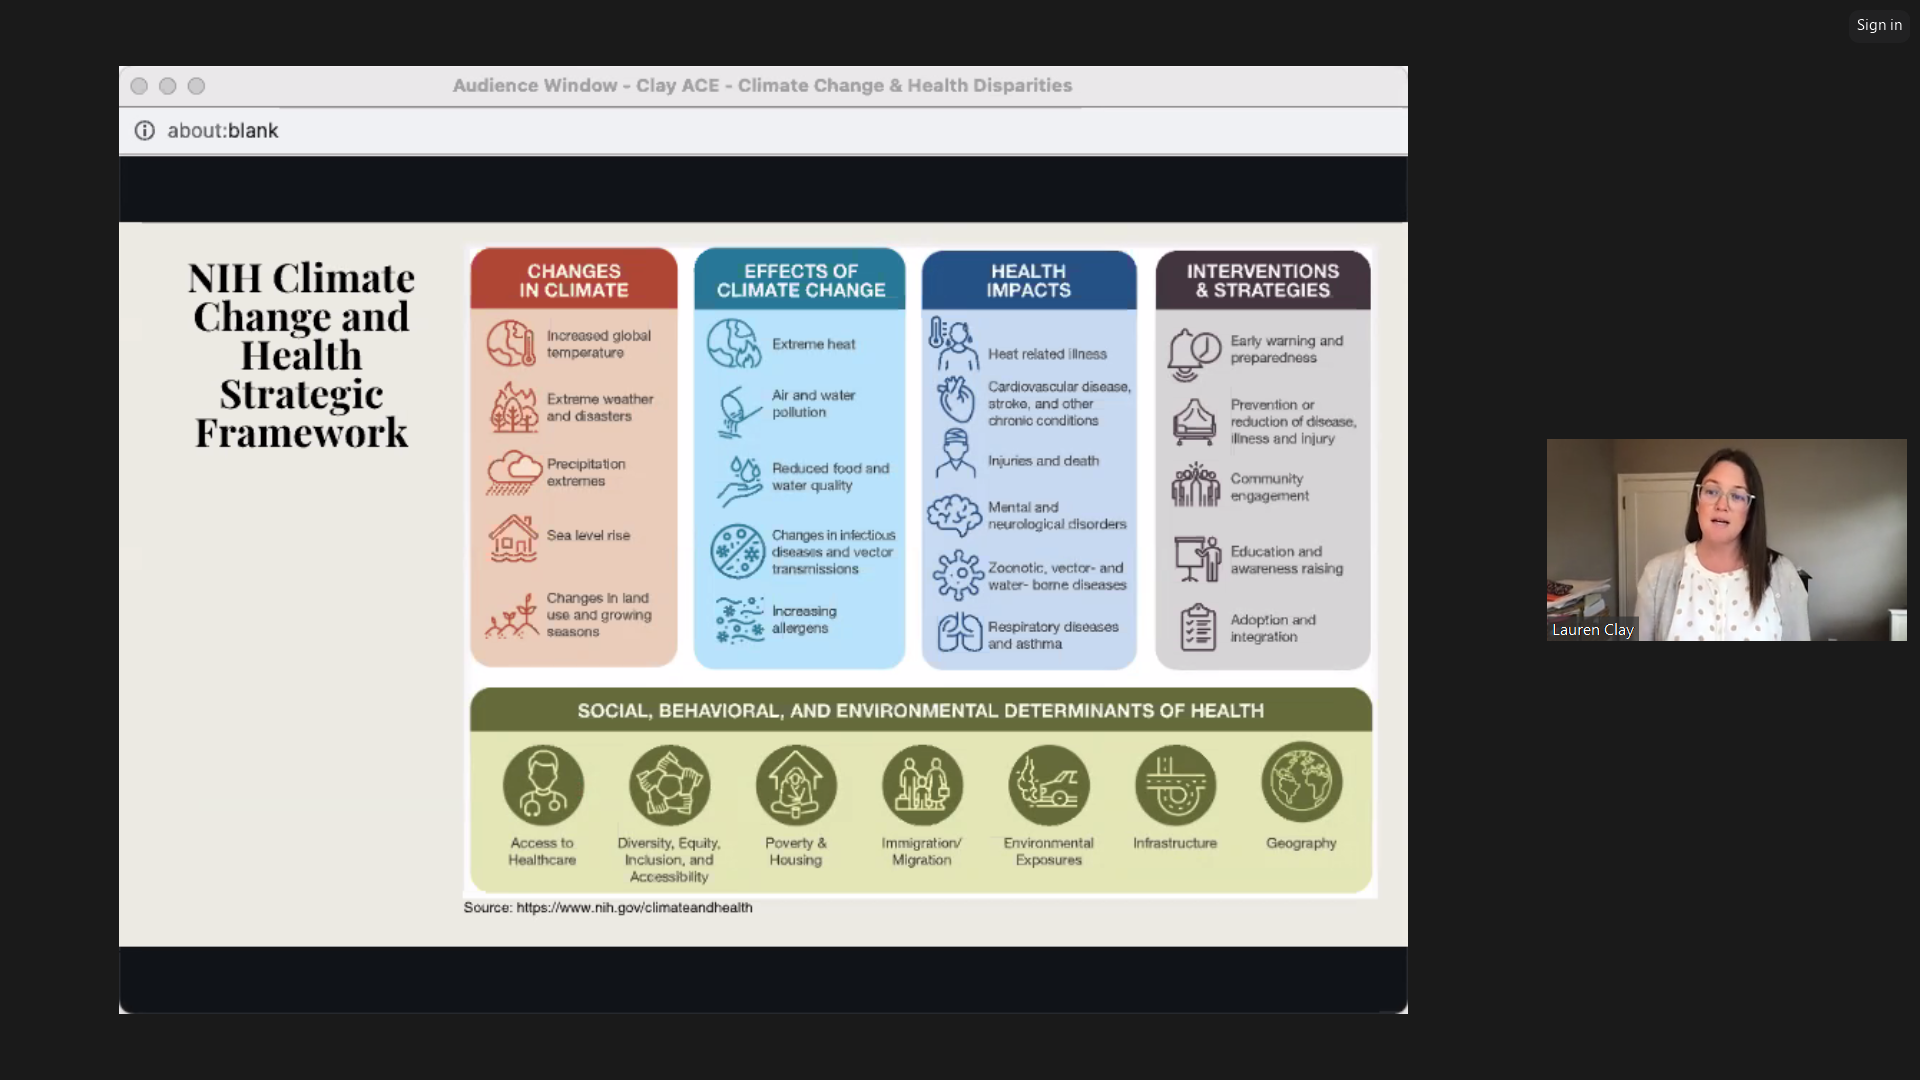 Sign in
Audience Window - Clay ACE - Climate Change & Health Disparities
about:blank
NIH Climate
Change and
Health
Strategic
Framework
CHANGES
IN CLIMATE
Increased global
temperature
Extreme weather
and disasters
Precipitation
extremes
Sea level rise
Changes in land
use and growing
seasons
EFFECTS OF
CLIMATE CHANGE
Extreme heat
Air and water
pollution
Reduced food and
water quality
Changes in infectious
diseases and vector
transmissions
Increasing
allergens
HEALTH
IMPACTS
Heat related illness
Cardiovascular disease,
stroke, and other
chronic conditions
Injuries and death
Mental and
neurological disorders
Zoonotic, vector- and
water- borne diseases
Respiratory diseases
and asthma
INTERVENTIONS
& STRATEGIES
Early warning and
preparedness
Prevention or
reduction of disease,
illness and injury
Community
engagement
Education and
awareness raising
Adoption and
integration
SOCIAL, BEHAVIORAL, AND ENVIRONMENTAL DETERMINANTS OF HEALTH
Access to
Healthcare
Diversity, Equity,
Inclusion, and
Accessibility
Poverty &
Housing
Immigration/
Migration
Environmental
Exposures
Infrastructure
Geography
Source: https://www.nih.gov/climateandhealth
Lauren Clay